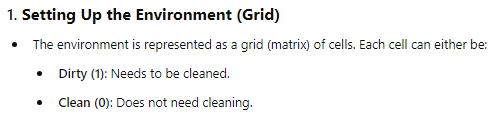 1. Setting Up the Environment (Grid)
• The environment is represented as a grid (matrix) of cells. Each cell can either be:
• Dirty (1): Needs to be cleaned.
• Clean (0): Does not need cleaning.